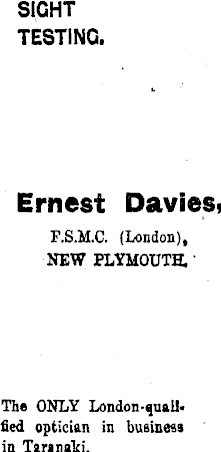 SIGHT
TESTING.
Ernest Davies,
F.S.M.C. (London),
NEW PLYMOUTH.
The ONLY London-quali-
fied optician in business
in Taranaki.